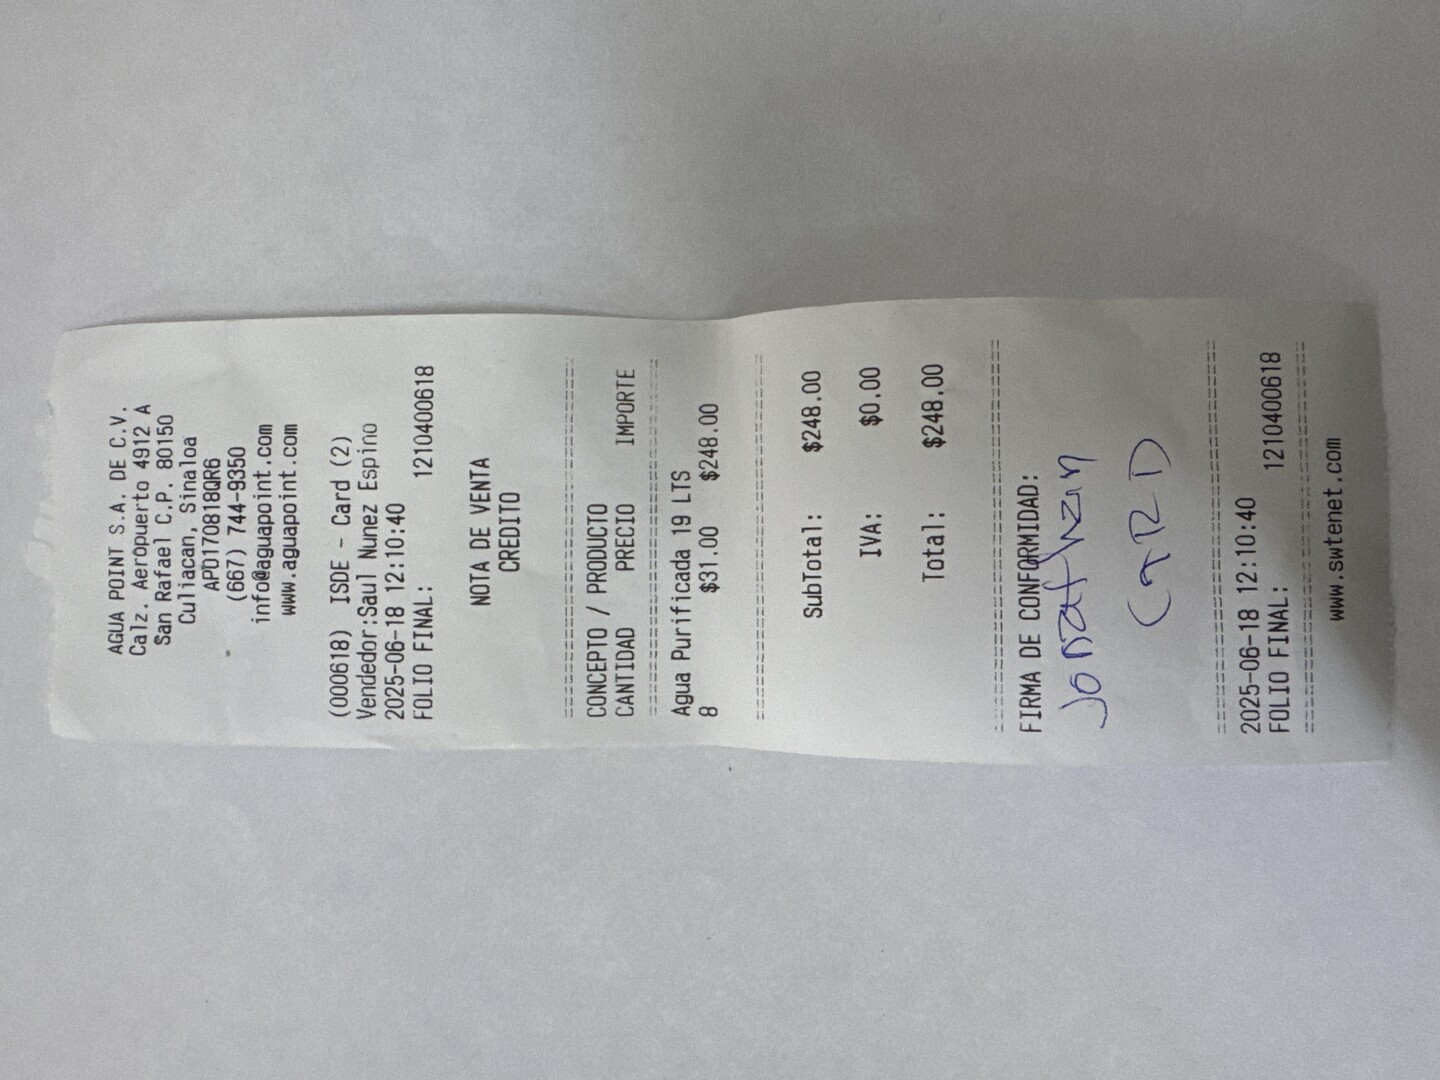 AGUA POINT S.A. DE C.V.
Calz. Aeropuerto 4912 A
San Rafael C.P. 80150
Culiacan, Sinaloa
APO170818QR6
(667) 744-9350
info@aguapoint.com
www.aguapoint.com
(000618) ISDE - Card (2)
Vendedor:Saul Nunez Espino
2025-06-18 12:10:40
FOLIO FINAL: 1210400618
NOTA DE VENTA
CREDITO
CONCEPTO / PRODUCTO
CANTIDAD PRECIO IMPORTE
Agua Purificada 19 LTS
8 $31.00 $248.00
SubTotal: $248.00
IVA: $0.00
Total: $248.00
FIRMA DE CONFORMIDAD:
Jonathan
CARD
2025-06-18 12:10:40
FOLIO FINAL: 1210400618
www.swtenet.com